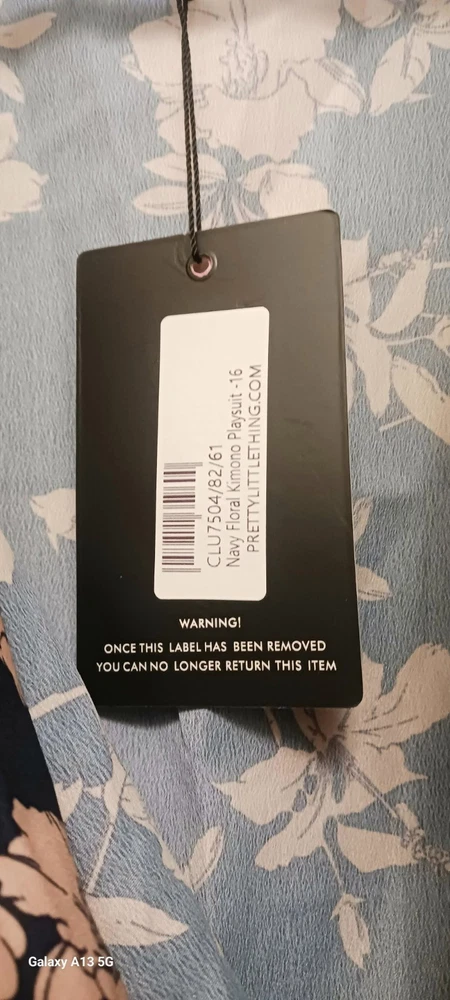 CLU7504/82/61
Navy Floral Kimono Playsuit -16
PRETTYLITTLETHING.COM
WARNING!
ONCE THIS LABEL HAS BEEN REMOVED
YOU CAN NO LONGER RETURN THIS ITEM
Galaxy A13 5G